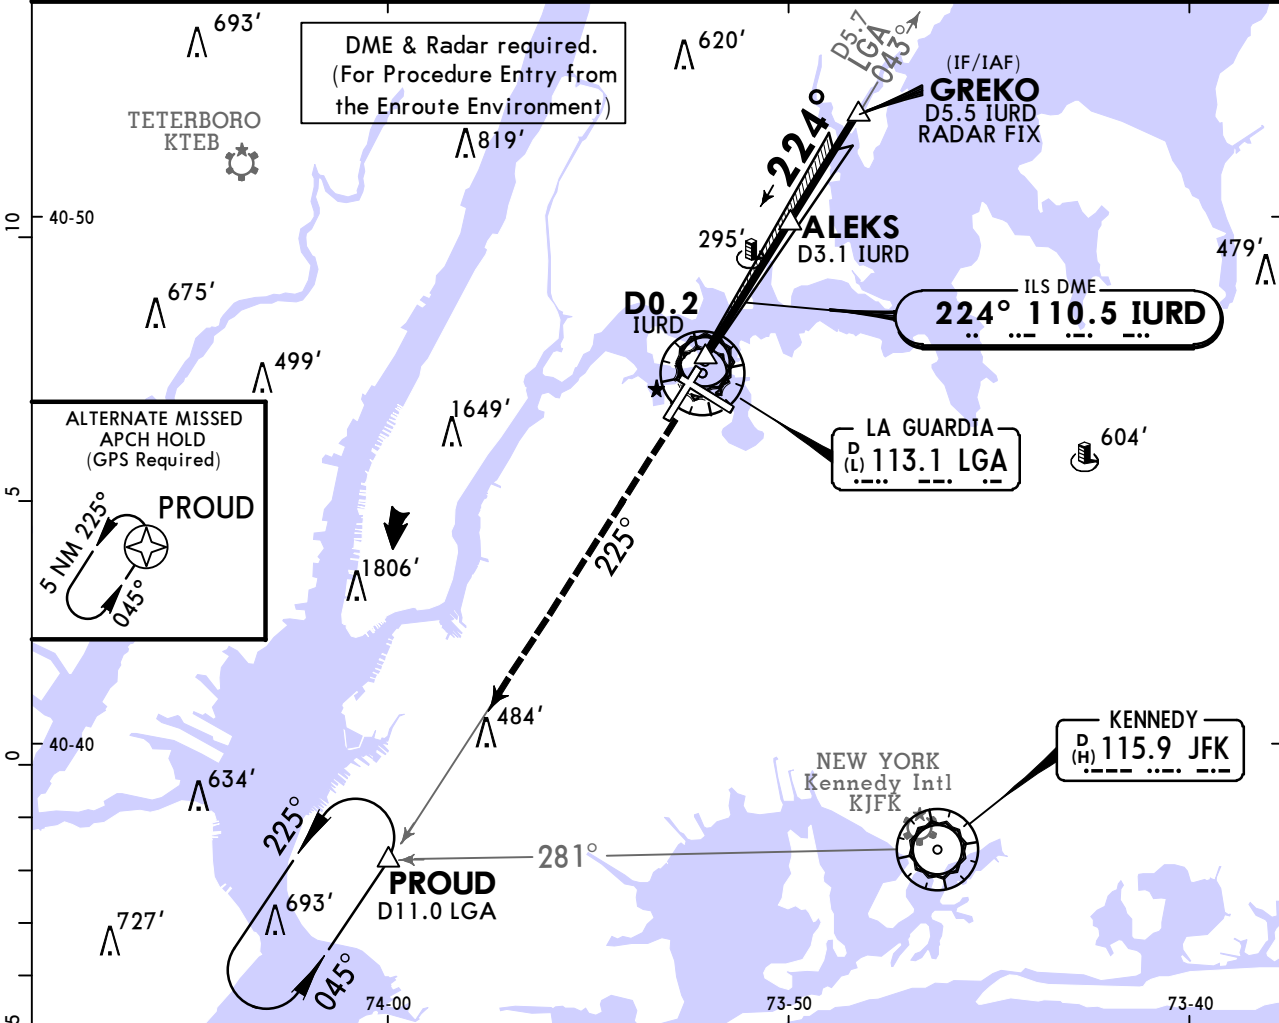 693'
DME & Radar required.
(For Procedure Entry from
the Enroute Environment)
620'
D5.7
LGA
043°
(IF/IAF)
GREKO
D5.5 IURD
RADAR FIX
TETERBORO
KTEB
819'
224°
10
40-50
295'
ALEKS
D3.1 IURD
479'
675'
D0.2
IURD
ILS DME
224° 110.5 IURD
499'
ALTERNATE MISSED
APCH HOLD
(GPS Required)
PROUD
5 NM 225°
045°
1649'
LA GUARDIA
D
(L) 113.1 LGA
604'
5
225°
1806'
484'
0
40-40
KENNEDY
D
(H) 115.9 JFK
NEW YORK
Kennedy Intl
KJFK
634'
225°
281°
PROUD
D11.0 LGA
693'
727'
045°
5
74-00
73-50
73-40